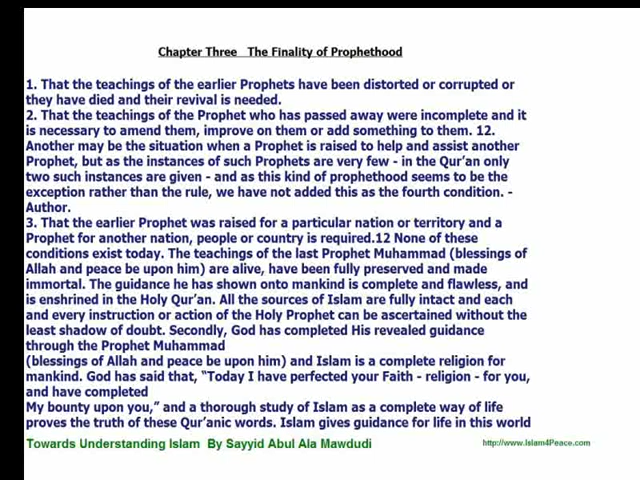 Chapter Three   The Finality of Prophethood
1. That the teachings of the earlier Prophets have been distorted or corrupted or
they have died and their revival is needed.
2. That the teachings of the Prophet who has passed away were incomplete and it
is necessary to amend them, improve on them or add something to them. 12.
Another may be the situation when a Prophet is raised to help and assist another
Prophet, but as the instances of such Prophets are very few - in the Qur'an only
two such instances are given - and as this kind of prophethood seems to be the
exception rather than the rule, we have not added this as the fourth condition. -
Author.
3. That the earlier Prophet was raised for a particular nation or territory and a
Prophet for another nation, people or country is required.12 None of these
conditions exist today. The teachings of the last Prophet Muhammad (blessings of
Allah and peace be upon him) are alive, have been fully preserved and made
immortal. The guidance he has shown onto mankind is complete and flawless, and
is enshrined in the Holy Qur'an. All the sources of Islam are fully intact and each
and every instruction or action of the Holy Prophet can be ascertained without the
least shadow of doubt. Secondly, God has completed His revealed guidance
through the Prophet Muhammad
(blessings of Allah and peace be upon him) and Islam is a complete religion for
mankind. God has said that, “Today I have perfected your Faith - religion - for you,
and have completed
My bounty upon you,” and a thorough study of Islam as a complete way of life
proves the truth of these Qur'anic words. Islam gives guidance for life in this world
Towards Understanding Islam  By Sayyid Abul Ala Mawdudi
http://www.Islam4Peace.com